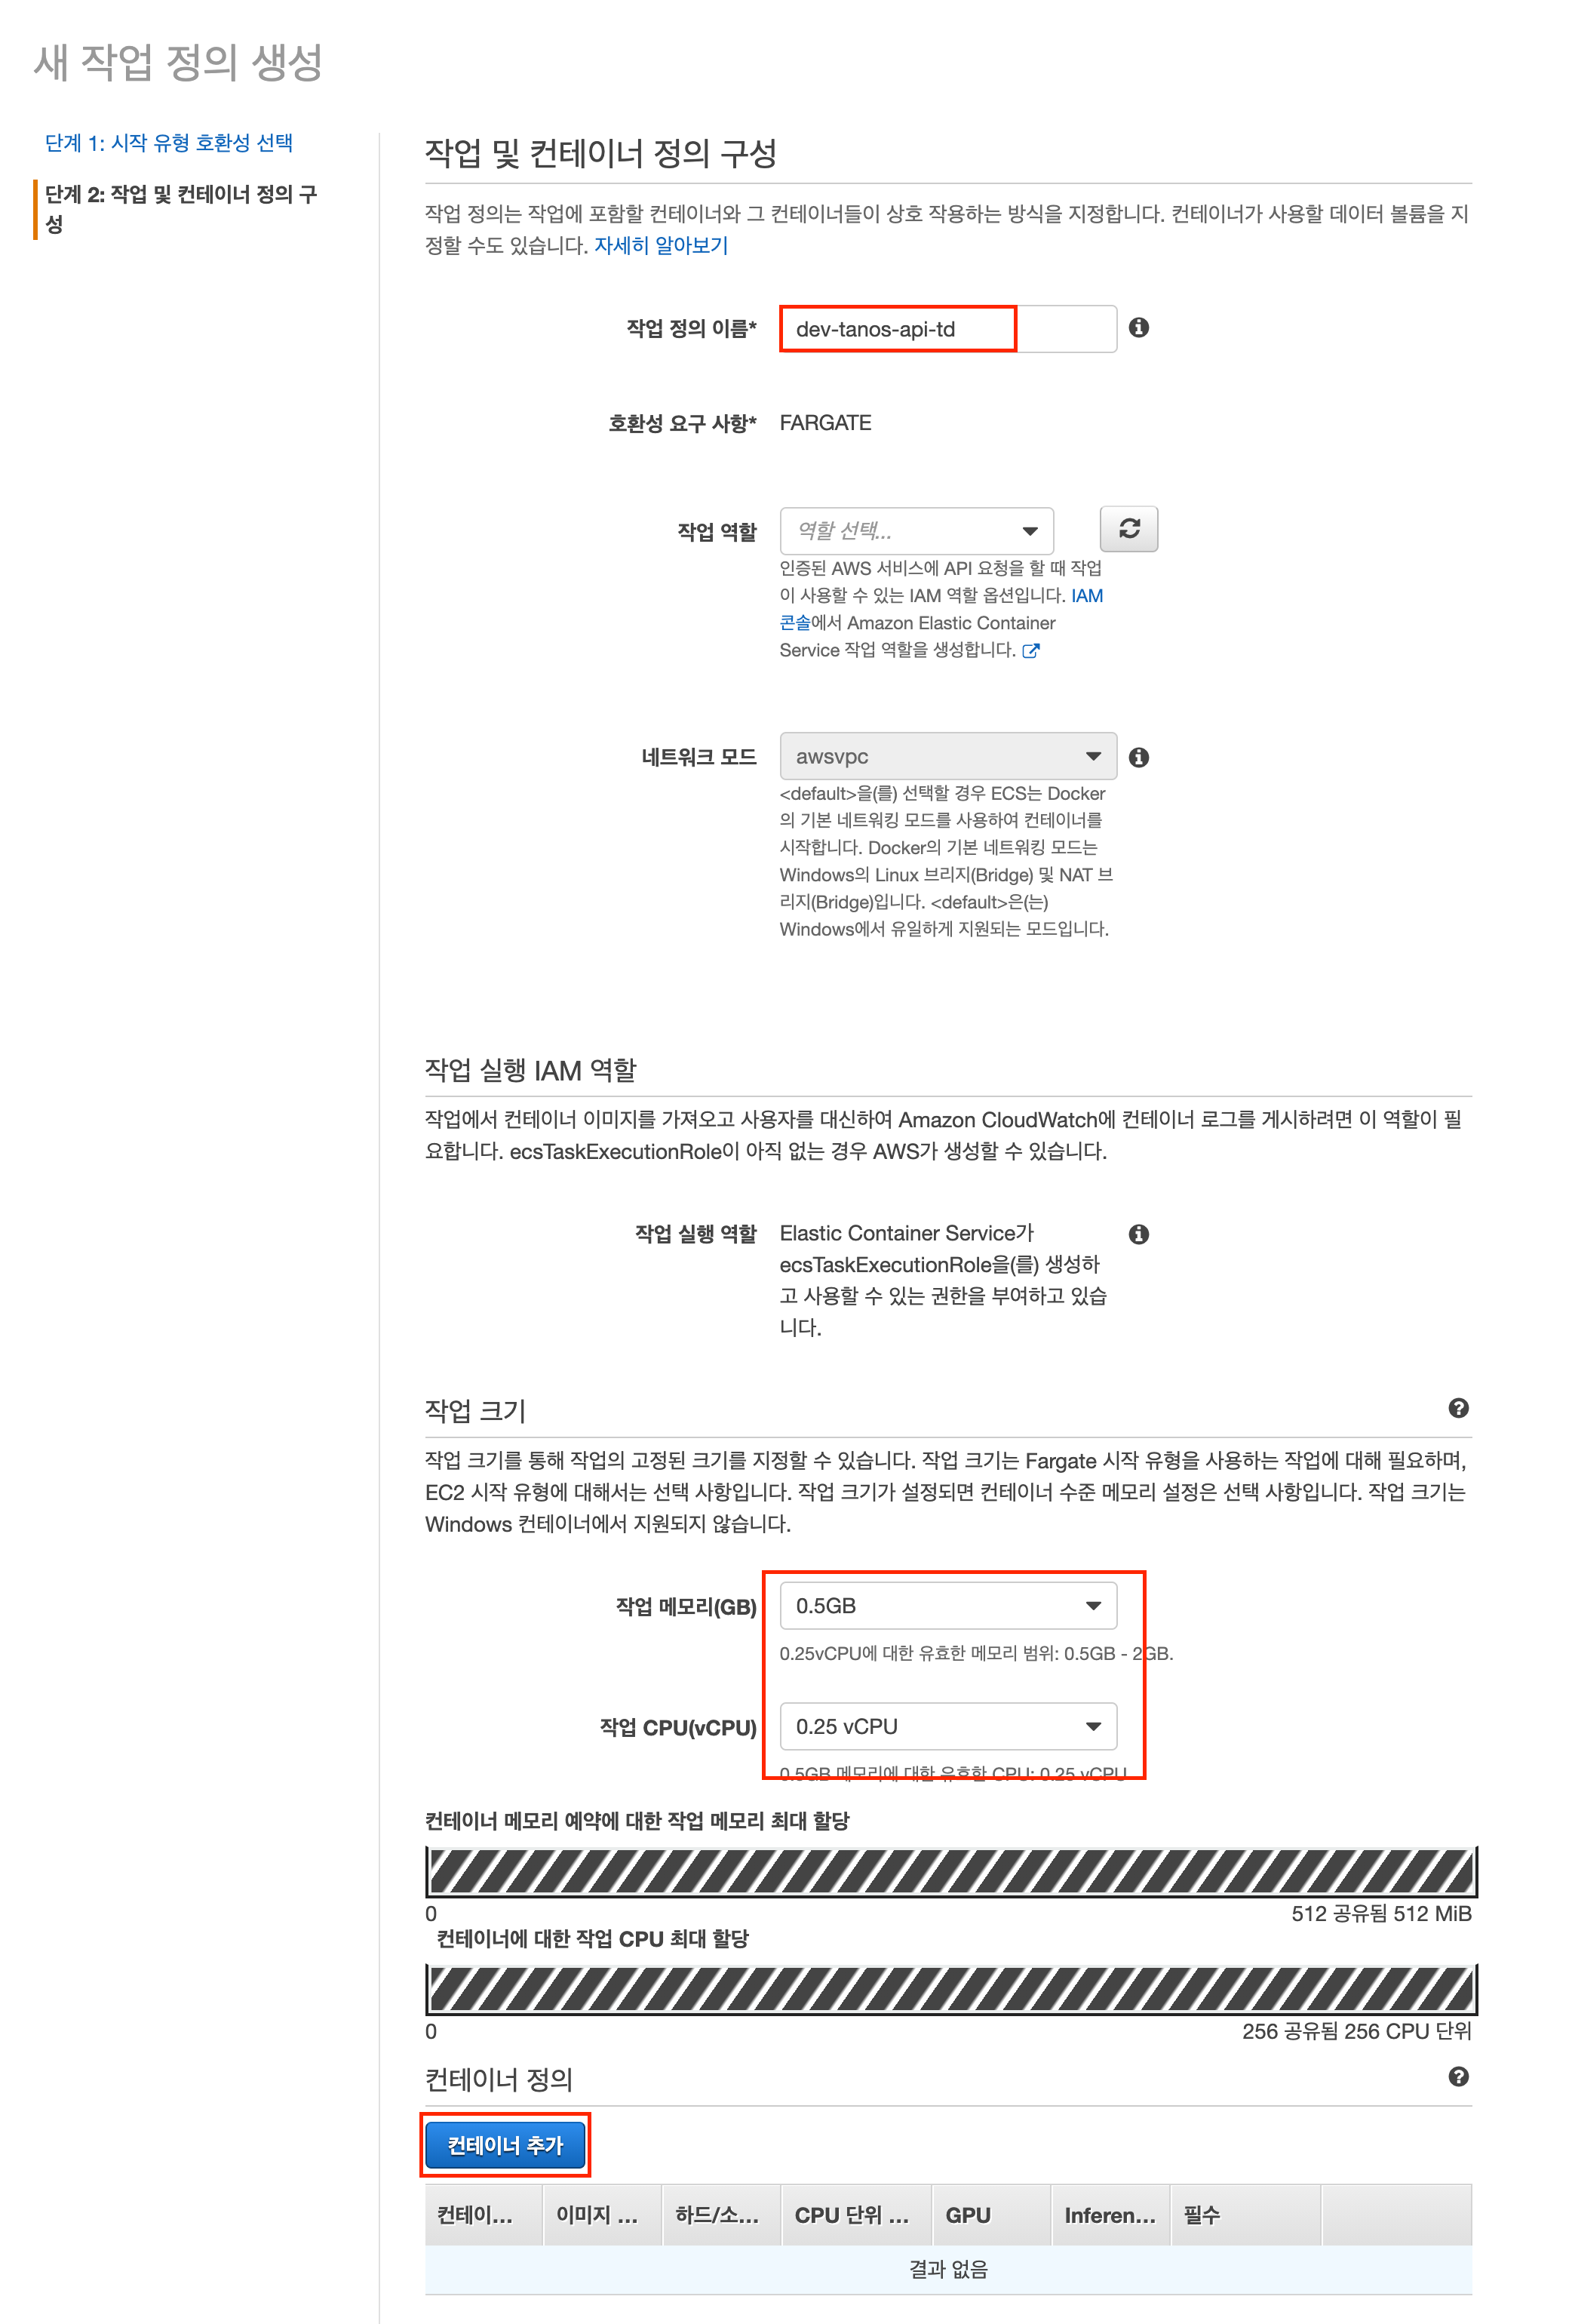 새 작업 정의 생성
단계 1: 시작 유형 호환성 선택
단계 2: 작업 및 컨테이너 정의 구
성
작업 및 컨테이너 정의 구성
작업 정의는 작업에 포함할 컨테이너와 그 컨테이너들이 상호 작용하는 방식을 지정합니다. 컨테이너가 사용할 데이터 볼륨을 지
정할 수도 있습니다. 자세히 알아보기
작업 정의 이름* dev-tanos-api-td
호환성 요구 사항* FARGATE
작업 역할 역할 선택...
인증된 AWS 서비스에 API 요청을 할 때 작업
이 사용할 수 있는 IAM 역할 옵션입니다. IAM
콘솔에서 Amazon Elastic Container
Service 작업 역할을 생성합니다.
네트워크 모드 awsvpc
<default>을(를) 선택할 경우 ECS는 Docker
의 기본 네트워킹 모드를 사용하여 컨테이너를
시작합니다. Docker의 기본 네트워킹 모드는
Windows의 Linux 브리지(Bridge) 및 NAT 브
리지(Bridge)입니다. <default>은(는)
Windows에서 유일하게 지원되는 모드입니다.
작업 실행 IAM 역할
작업에서 컨테이너 이미지를 가져오고 사용자를 대신하여 Amazon CloudWatch에 컨테이너 로그를 게시하려면 이 역할이 필
요합니다. ecsTaskExecutionRole이 아직 없는 경우 AWS가 생성할 수 있습니다.
작업 실행 역할 Elastic Container Service가
ecsTaskExecutionRole을(를) 생성하
고 사용할 수 있는 권한을 부여하고 있습
니다.
작업 크기
작업 크기를 통해 작업의 고정된 크기를 지정할 수 있습니다. 작업 크기는 Fargate 시작 유형을 사용하는 작업에 대해 필요하며,
EC2 시작 유형에 대해서는 선택 사항입니다. 작업 크기가 설정되면 컨테이너 수준 메모리 설정은 선택 사항입니다. 작업 크기는
Windows 컨테이너에서 지원되지 않습니다.
작업 메모리(GB) 0.5GB
0.25vCPU에 대한 유효한 메모리 범위: 0.5GB - 2GB.
작업 CPU(vCPU) 0.25 vCPU
0.5GB 메모리에 대한 유효한 CPU: 0.25 vCPU
컨테이너 메모리 예약에 대한 작업 메모리 최대 할당
0 512 공유됨 512 MiB
컨테이너에 대한 작업 CPU 최대 할당
0 256 공유됨 256 CPU 단위
컨테이너 정의
컨테이너 추가
컨테이... 이미지 ... 하드/소... CPU 단위 ... GPU Inferen... 필수
결과 없음